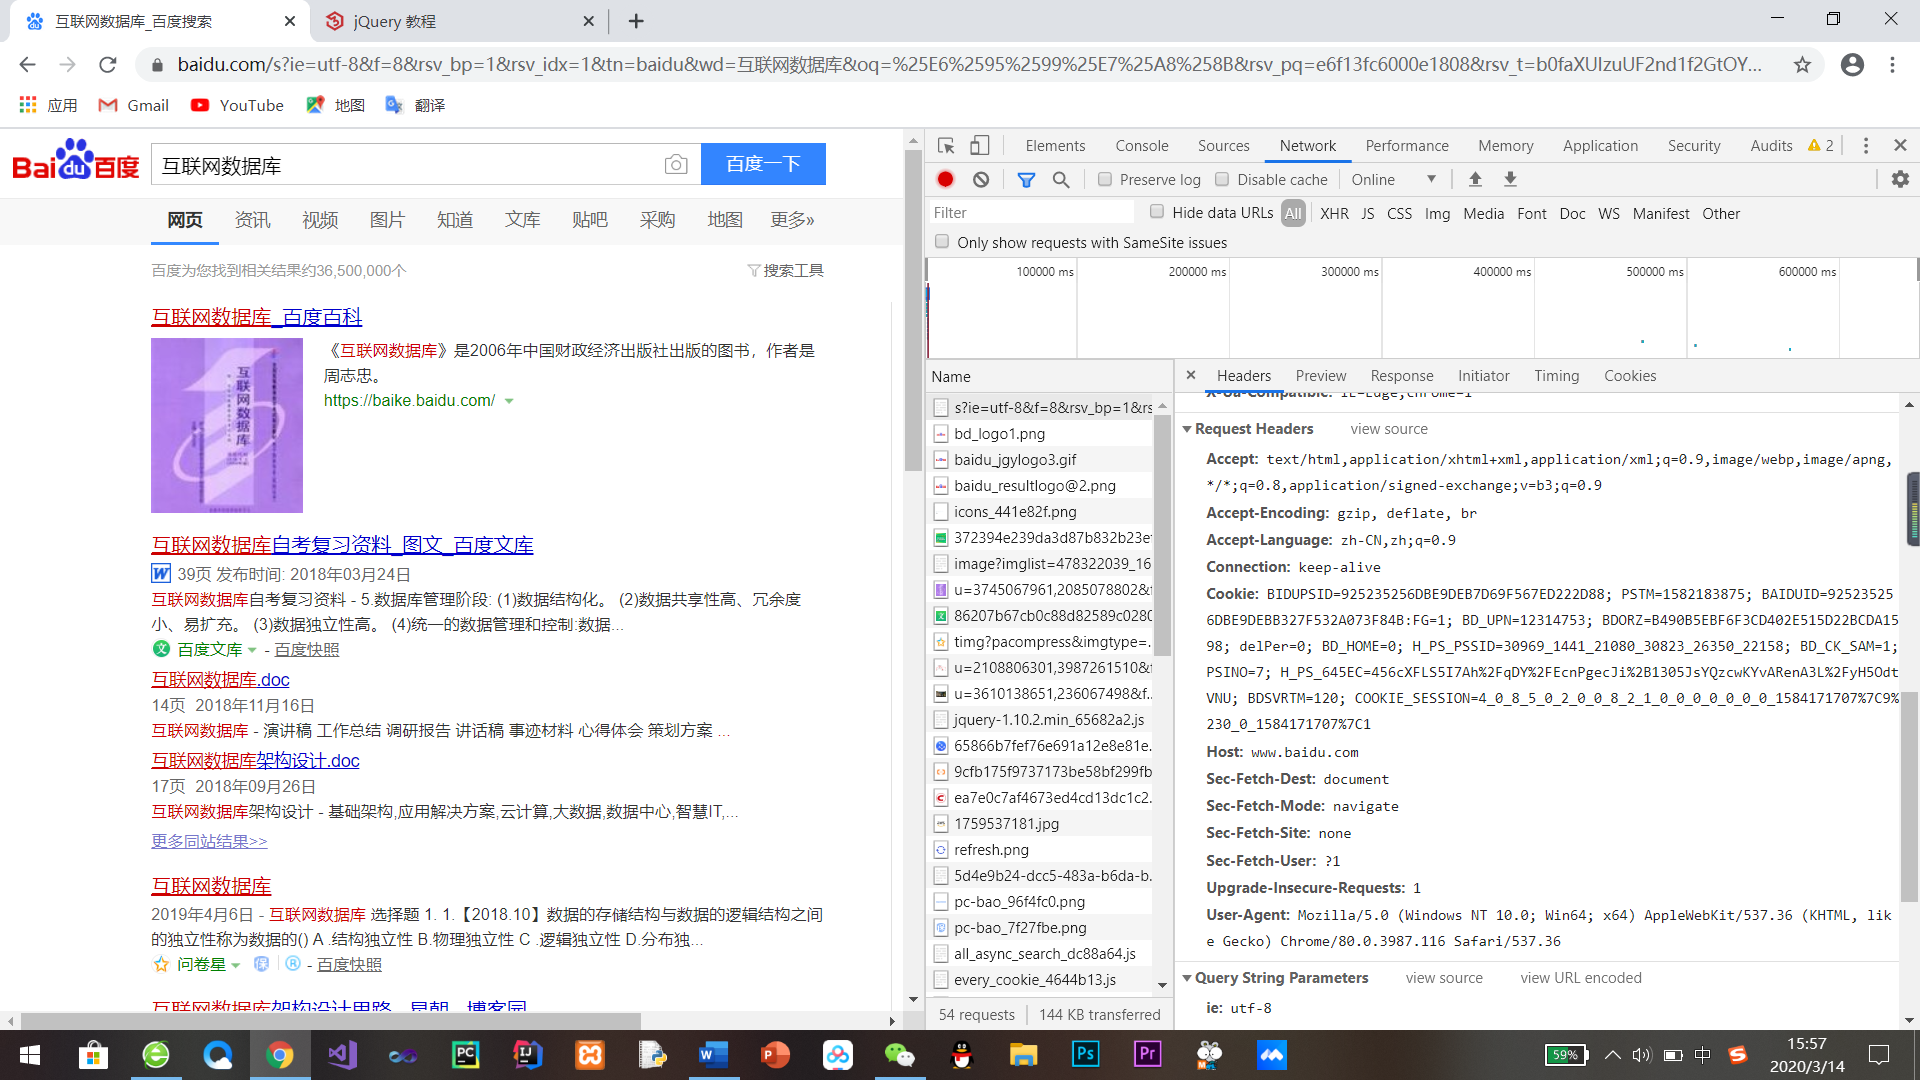 互联网数据库_百度搜索
jQuery 教程
baidu.com/s?ie=utf-8&f=8&rsv_bp=1&rsv_idx=1&tn=baidu&wd=互联网数据库&oq=%25E6%2595%2599%25E7%25A8%258B&rsv_pq=e6f13fc6000e1808&rsv_t=b0faXUIzuUF2nd1f2GtOY...
应用 Gmail YouTube 地图 翻译
Bai du 百度
互联网数据库
百度一下
网页 资讯 视频 图片 知道 文库 贴吧 采购 地图 更多»
百度为您找到相关结果约36,500,000个
搜索工具
互联网数据库_百度百科
互联网数据库
《互联网数据库》是2006年中国财政经济出版社出版的图书，作者是
周志忠。
https://baike.baidu.com/
互联网数据库自考复习资料_图文_百度文库
39页 发布时间: 2018年03月24日
互联网数据库自考复习资料 - 5.数据库管理阶段: (1)数据结构化。 (2)数据共享性高、冗余度
小、易扩充。 (3)数据独立性高。 (4)统一的数据管理和控制:数据...
百度文库 - 百度快照
互联网数据库.doc
14页 2018年11月16日
互联网数据库 - 演讲稿 工作总结 调研报告 讲话稿 事迹材料 心得体会 策划方案 ...
互联网数据库架构设计.doc
17页 2018年09月26日
互联网数据库架构设计 - 基础架构,应用解决方案,云计算,大数据,数据中心,智慧IT,...
更多同站结果>>
互联网数据库
2019年4月6日 - 互联网数据库 选择题 1. 1.【2018.10】数据的存储结构与数据的逻辑结构之间
的独立性称为数据的() A .结构独立性 B.物理独立性 C .逻辑独立性 D.分布独...
问卷星 保 R - 百度快照
互联网数据库架构设计思路 - 晨朝 - 博客园
Elements Console Sources Network Performance Memory Application Security Audits 2
Preserve log Disable cache Online
Filter Hide data URLs All XHR JS CSS Img Media Font Doc WS Manifest Other
Only show requests with SameSite issues
100000 ms 200000 ms 300000 ms 400000 ms 500000 ms 600000 ms
Name
s?ie=utf-8&f=8&rsv_bp=1&rs
bd_logo1.png
baidu_jgylogo3.gif
baidu_resultlogo@2.png
icons_441e82f.png
372394e239da3d87b832b23e
image?imglist=478322039_16
u=3745067961,2085078802&f
86207b67cb0c88d82589c0280
timg?pacompress&imgtype=.
u=2108806301,3987261510&f
u=3610138651,236067498&f..
jquery-1.10.2.min_65682a2.js
65866b7fef76e691a12e8e81e.
9cfb175f9737173be58bf299fb
ea7e0c7af4673ed4cd13dc1c2.
1759537181.jpg
refresh.png
5d4e9b24-dcc5-483a-b6da-b.
pc-bao_96f4fc0.png
pc-bao_7f27fbe.png
all_async_search_dc88a64.js
every_cookie_4644b13.js
54 requests 144 KB transferred
Headers Preview Response Initiator Timing Cookies
X-Ua-Compatible: IE=Edge,chrome=1
Request Headers view source
Accept: text/html,application/xhtml+xml,application/xml;q=0.9,image/webp,image/apng,
*/*;q=0.8,application/signed-exchange;v=b3;q=0.9
Accept-Encoding: gzip, deflate, br
Accept-Language: zh-CN,zh;q=0.9
Connection: keep-alive
Cookie: BIDUPSID=925235256DBE9DEB7D69F567ED222D88; PSTM=1582183875; BAIDUID=92523525
6DBE9DEBB327F532A073F84B:FG=1; BD_UPN=12314753; BDORZ=B490B5EBF6F3CD402E515D22BCDA15
98; delPer=0; BD_HOME=0; H_PS_PSSID=30969_1441_21080_30823_26350_22158; BD_CK_SAM=1;
PSINO=7; H_PS_645EC=456cXFLS5I7Ah%2FqDY%2FEcnPgecJi%2B1305JsYQzcwKYvARenA3L%2FyH5Odt
VNU; BDSVRTM=120; COOKIE_SESSION=4_0_8_5_0_2_0_0_8_2_1_0_0_0_0_0_0_0_1584171707%7C9%
230_0_1584171707%7C1
Host: www.baidu.com
Sec-Fetch-Dest: document
Sec-Fetch-Mode: navigate
Sec-Fetch-Site: none
Sec-Fetch-User: ?1
Upgrade-Insecure-Requests: 1
User-Agent: Mozilla/5.0 (Windows NT 10.0; Win64; x64) AppleWebKit/537.36 (KHTML, lik
e Gecko) Chrome/80.0.3987.116 Safari/537.36
Query String Parameters view source view URL encoded
ie: utf-8
59%
中
15:57
2020/3/14